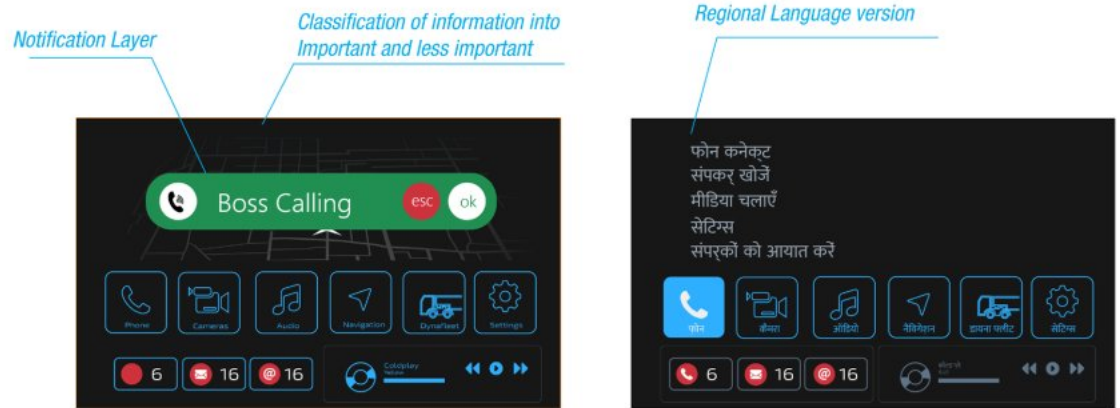 Notification Layer
Classification of information into
Important and less important
Regional Language version
Boss Calling
esc
ok
Phone
Cameras
Audio
Navigation
Dynafleet
Settings
6
16
@ 16
Coldplay
Yellow
फोन कनेक्ट
संपकर् खोजें
मीडिया चलाएँ
सेटिंग्स
संपर्कों को आयात करें
फोन
कैमरा
ओडियो
नैविगेशन
डायना फ्लीट
सेटिंग्स
6
16
@ 16